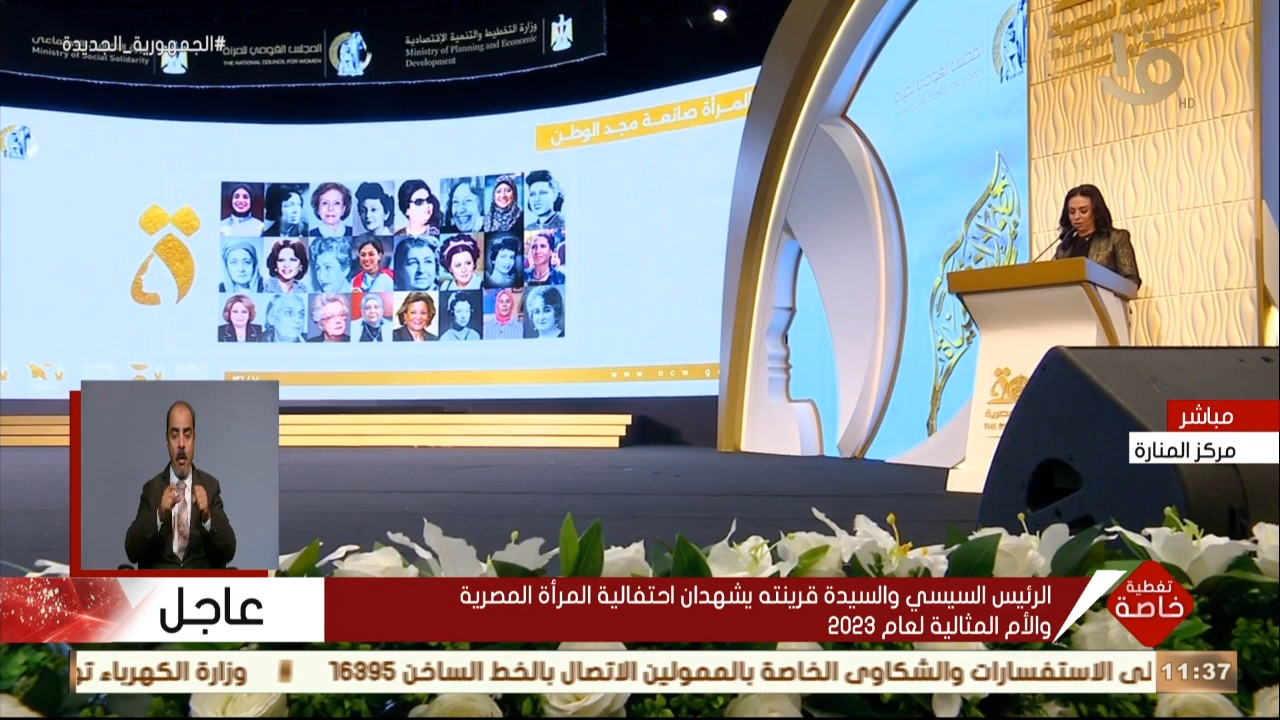 #الجمهورية_الجديدة
Ministry of Social Solidarity
المجلس القومي للمرأة
THE NATIONAL COUNCIL FOR WOMEN
وزارة التخطيط والتنمية الاقتصادية
Ministry of Planning and Economic
Development
HD
المرأة صانعة مجد الوطن
ة
مباشر
مركز المنارة
تغطية
خاصة
عاجل
الرئيس السيسي والسيدة قرينته يشهدان احتفالية المرأة المصرية
والأم المثالية لعام 2023
11:37
لى الاستفسارات والشكاوى الخاصة بالممولين الاتصال بالخط الساخن 16395
وزارة الكهرباء